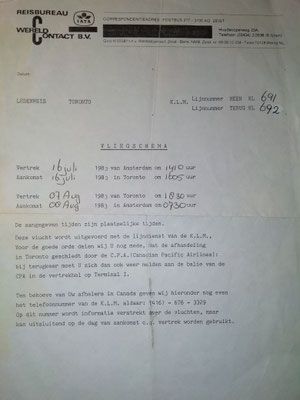 REISBUREAU
WERELD
CONTACT B.V.
IATA
LEDENREIS TORONTO K.L.M. Lijnnummer HEEN KL 691
Lijnnummer TERUG KL 692
VLIEGSCHEMA
Vertrek 16 juli 1983 van Amsterdam om 1410 uur
Aankomst 16 juli 1983 in Toronto om 1605 uur
Vertrek 07 Aug 1983 van Toronto om 1830 uur
Aankomst 08 Aug 1983 in Amsterdam om 0730 uur
De aangegeven tijden zijn plaatselijke tijden.
Deze vlucht wordt uitgevoerd met de lijndienst van de K.L.M.,
Voor de goede orde delen wij U nog mede, dat de afhandeling
in Toronto geschiedt door de C.P.A.(Canadian Pacific Airlines);
bij terugkeer moet U zich dan ook weer melden aan de balie van de
CPA in de vertrekhal op Terminal I.
Ten behoeve van Uw afhalers in Canada geven wij hieronder nog even
het telefoonnummer van de K.L.M. aldaar: (416) - 676 - 3329
Op dit nummer wordt informatie verstrekt over de vluchten, maar
kan uitsluitend op de dag van aankomst c.q. vertrek worden gebruikt.